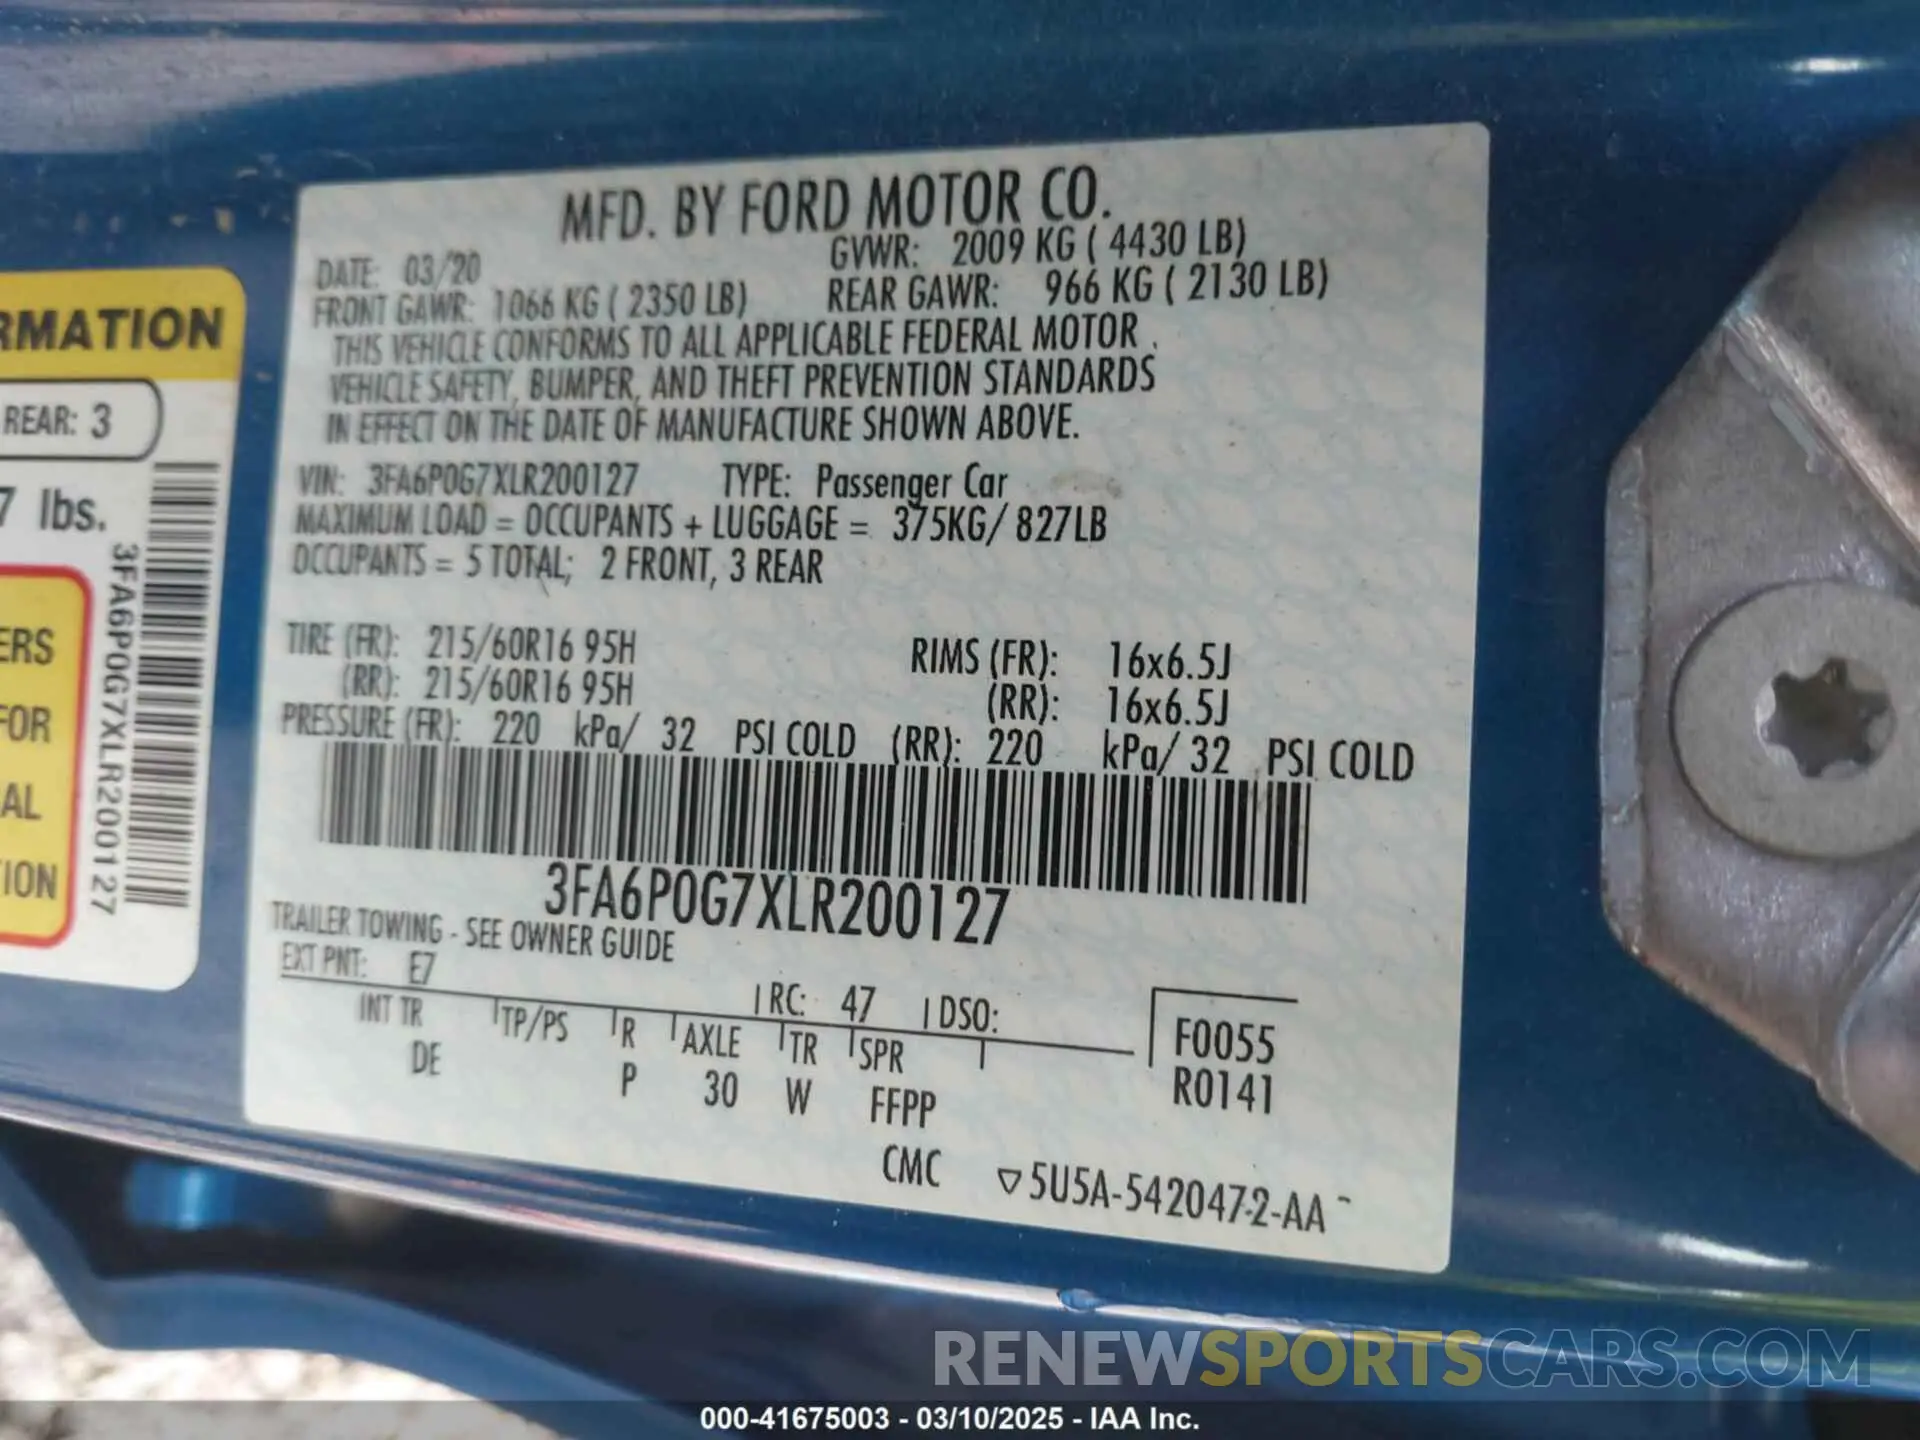 MFD. BY FORD MOTOR CO.
DATE: 03/20 GVWR: 2009 KG ( 4430 LB)
FRONT GAWR: 1066 KG ( 2350 LB) REAR GAWR: 966 KG ( 2130 LB)
THIS VEHICLE CONFORMS TO ALL APPLICABLE FEDERAL MOTOR
VEHICLE SAFETY, BUMPER, AND THEFT PREVENTION STANDARDS
IN EFFECT ON THE DATE OF MANUFACTURE SHOWN ABOVE.
VIN: 3FA6P0G7XLR200127 TYPE: Passenger Car
MAXIMUM LOAD = OCCUPANTS + LUGGAGE = 375KG/ 827LB
OCCUPANTS = 5 TOTAL; 2 FRONT, 3 REAR
TIRE (FR): 215/60R16 95H RIMS (FR): 16x6.5J
(RR): 215/60R16 95H (RR): 16x6.5J
PRESSURE (FR): 220 kPa/ 32 PSI COLD (RR): 220 kPa/ 32 PSI COLD
3FA6P0G7XLR200127
TRAILER TOWING - SEE OWNER GUIDE
EXT PNT: E7 RC: 47 DSO:
INT TR TP/PS R AXLE TR SPR
DE P 30 W FFPP
F0055
R0141
CMC ▽5U5A-5420472-AA
RMATION
REAR: 3
7 lbs.
3FA6P0G7XLR200127
ERS
FOR
AL
ION
RENEWSPORTSCARS.COM
000-41675003 - 03/10/2025 - IAA Inc.